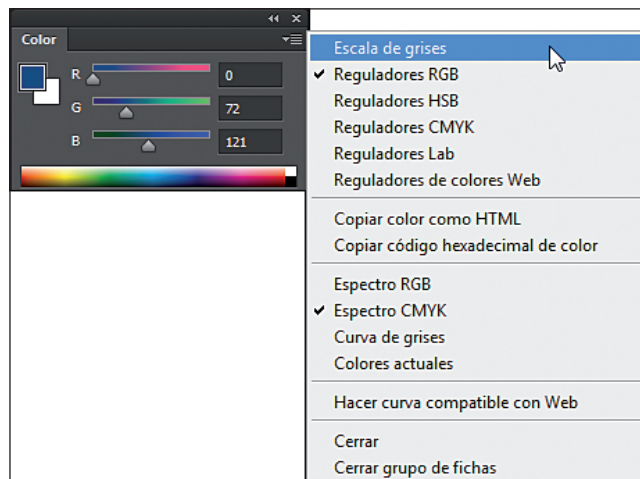 Color
R 0
G 72
B 121
Escala de grises
Reguladores RGB
Reguladores HSB
Reguladores CMYK
Reguladores Lab
Reguladores de colores Web
Copiar color como HTML
Copiar código hexadecimal de color
Espectro RGB
Espectro CMYK
Curva de grises
Colores actuales
Hacer curva compatible con Web
Cerrar
Cerrar grupo de fichas